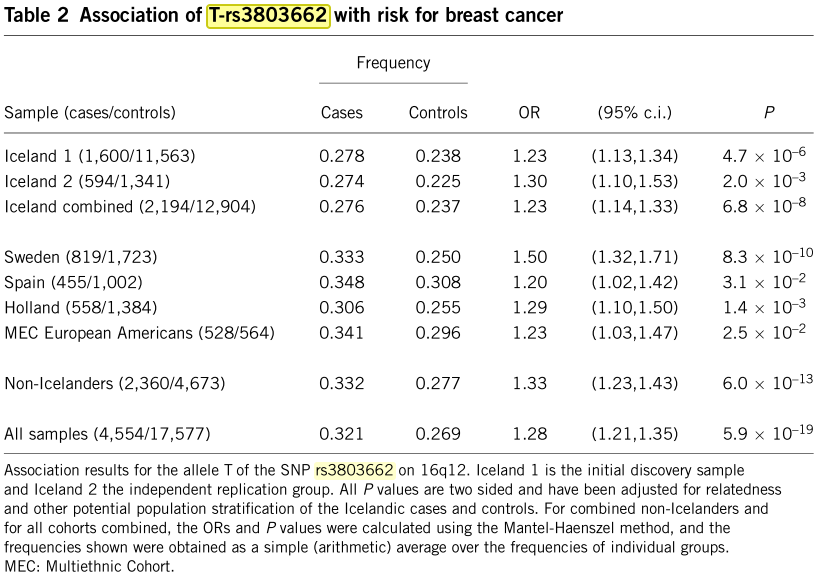 Table 2 Association of T-rs3803662 with risk for breast cancer
Frequency
Sample (cases/controls) Cases Controls OR (95% c.i.) P
Iceland 1 (1,600/11,563) 0.278 0.238 1.23 (1.13,1.34) 4.7 × 10⁻⁶
Iceland 2 (594/1,341) 0.274 0.225 1.30 (1.10,1.53) 2.0 × 10⁻³
Iceland combined (2,194/12,904) 0.276 0.237 1.23 (1.14,1.33) 6.8 × 10⁻⁸
Sweden (819/1,723) 0.333 0.250 1.50 (1.32,1.71) 8.3 × 10⁻¹⁰
Spain (455/1,002) 0.348 0.308 1.20 (1.02,1.42) 3.1 × 10⁻²
Holland (558/1,384) 0.306 0.255 1.29 (1.10,1.50) 1.4 × 10⁻³
MEC European Americans (528/564) 0.341 0.296 1.23 (1.03,1.47) 2.5 × 10⁻²
Non-Icelanders (2,360/4,673) 0.332 0.277 1.33 (1.23,1.43) 6.0 × 10⁻¹³
All samples (4,554/17,577) 0.321 0.269 1.28 (1.21,1.35) 5.9 × 10⁻¹⁹
Association results for the allele T of the SNP rs3803662 on 16q12. Iceland 1 is the initial discovery sample
and Iceland 2 the independent replication group. All P values are two sided and have been adjusted for relatedness
and other potential population stratification of the Icelandic cases and controls. For combined non-Icelanders and
for all cohorts combined, the ORs and P values were calculated using the Mantel-Haenszel method, and the
frequencies shown were obtained as a simple (arithmetic) average over the frequencies of individual groups.
MEC: Multiethnic Cohort.